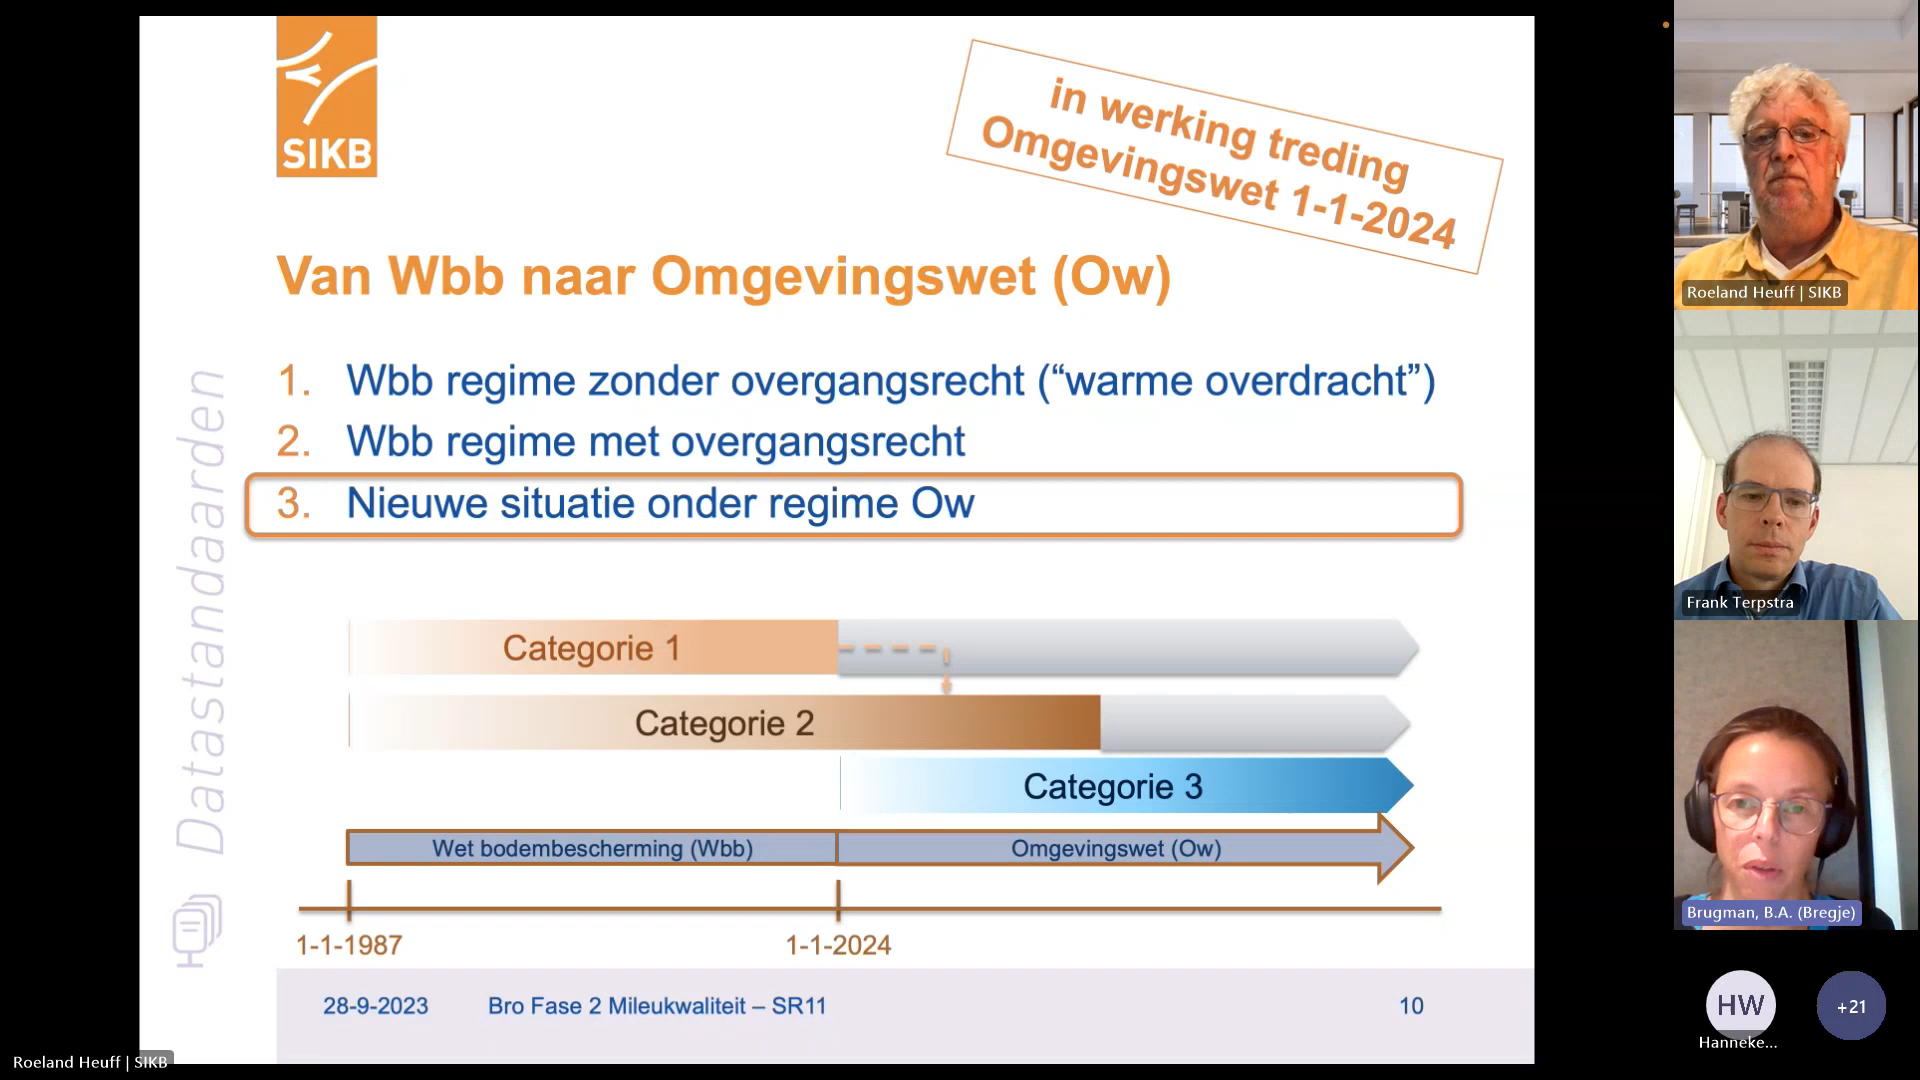 SIKB
in werking treding
Omgevingswet 1-1-2024
Van Wbb naar Omgevingswet (Ow)
1. Wbb regime zonder overgangsrecht (“warme overdracht”)
2. Wbb regime met overgangsrecht
3. Nieuwe situatie onder regime Ow
Datastandaarden
Categorie 1
Categorie 2
Categorie 3
Wet bodembescherming (Wbb)
Omgevingswet (Ow)
1-1-1987
1-1-2024
28-9-2023
Bro Fase 2 Mileukwaliteit – SR11
10
Roeland Heuff | SIKB
Roeland Heuff | SIKB
Frank Terpstra
Brugman, B.A. (Bregje)
HW
Hanneke...
+21